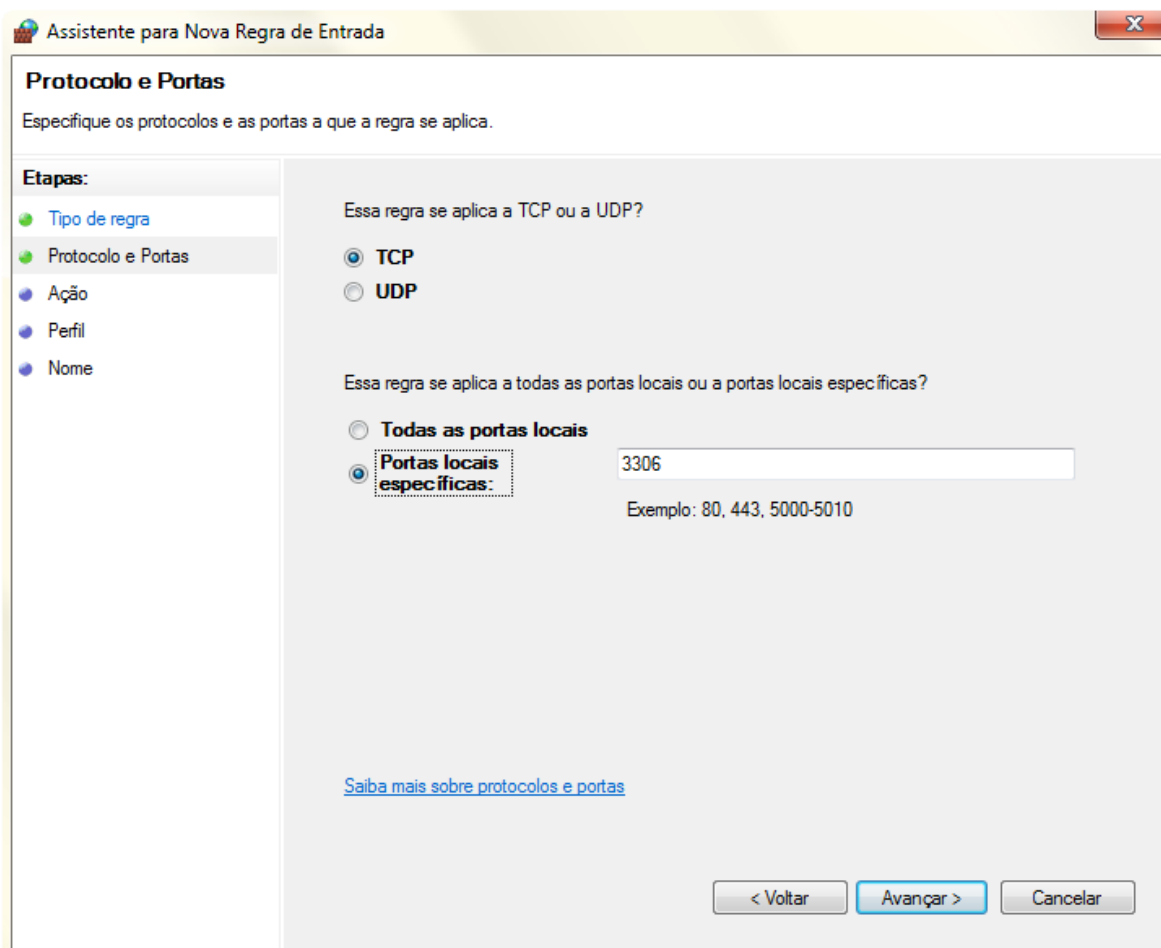 Assistente para Nova Regra de Entrada
Protocolo e Portas
Especifique os protocolos e as portas a que a regra se aplica.
Etapas:
Tipo de regra
Protocolo e Portas
Ação
Perfil
Nome
Essa regra se aplica a TCP ou a UDP?
TCP
UDP
Essa regra se aplica a todas as portas locais ou a portas locais específicas?
Todas as portas locais
Portas locais
específicas:
3306
Exemplo: 80, 443, 5000-5010
Saiba mais sobre protocolos e portas
< Voltar
Avançar >
Cancelar